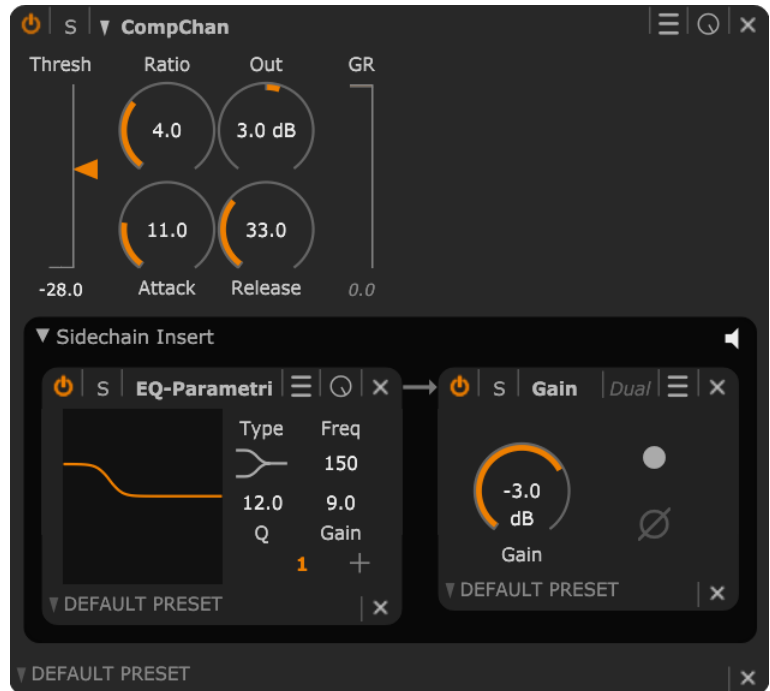 S CompChan
Thresh Ratio Out GR
4.0 3.0 dB
11.0 33.0
-28.0 Attack Release 0.0
Sidechain Insert
S EQ-Parametri
Type Freq
150
12.0 9.0
Q Gain
1 +
DEFAULT PRESET
S Gain Dual
-3.0
dB
Gain
DEFAULT PRESET
DEFAULT PRESET